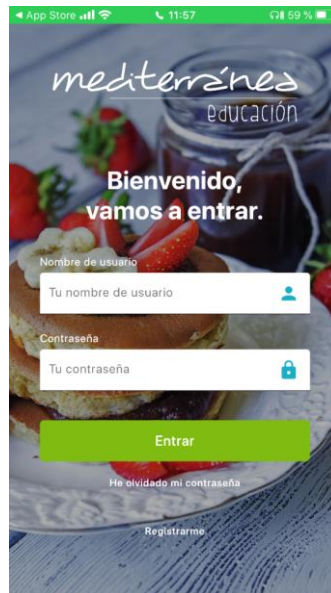 App Store
11:57
59 %
mediterránea
educación
Bienvenido,
vamos a entrar.
Nombre de usuario
Tu nombre de usuario
Contraseña
Tu contraseña
Entrar
He olvidado mi contraseña
Registrarme